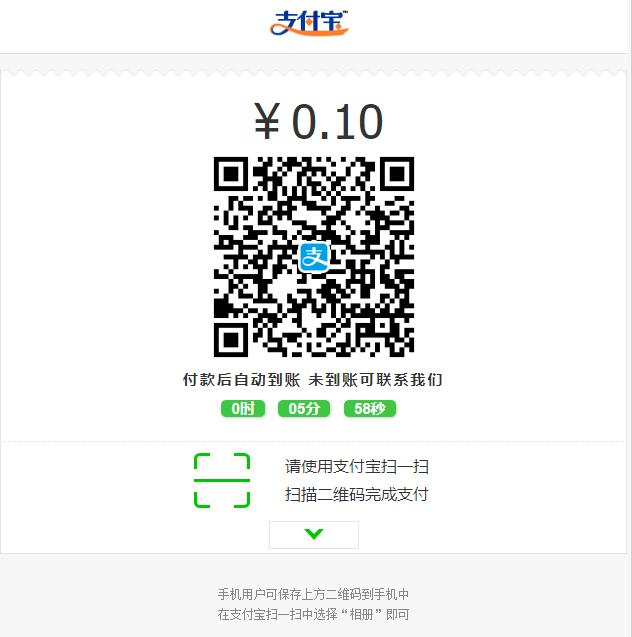 支付宝™
¥ 0.10
支
付款后自动到账 未到账可联系我们
0时 05分 58秒
请使用支付宝扫一扫
扫描二维码完成支付
手机用户可保存上方二维码到手机中
在支付宝扫一扫中选择“相册”即可